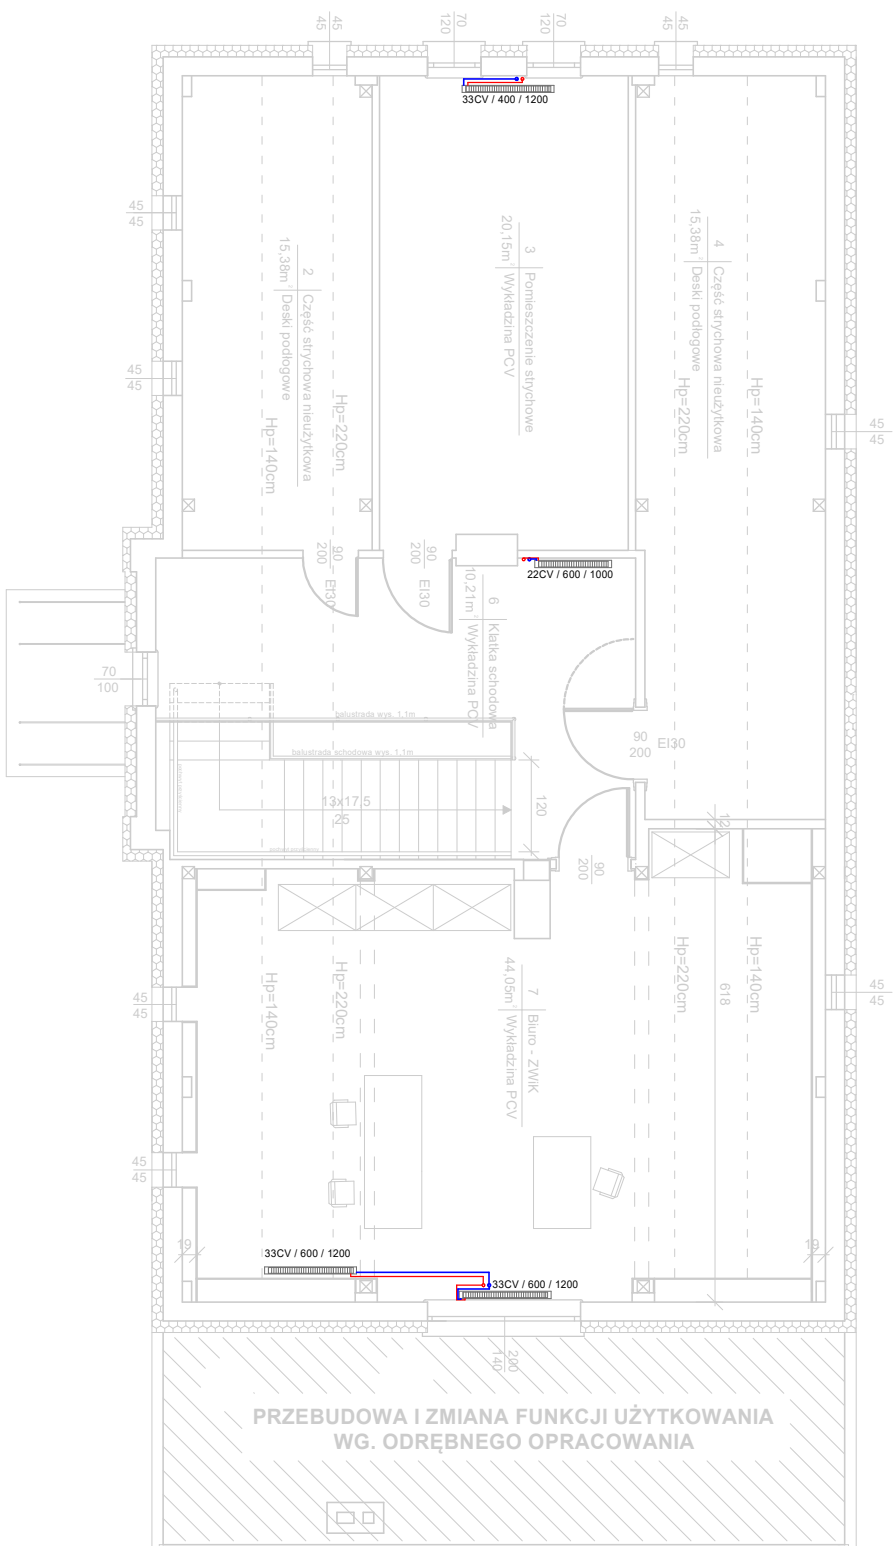 45
45
70
120
70
120
45
45
33CV / 400 / 1200
45
45
2 Część strychowa nieużytkowa
15,38m² Deski podłogowe
3 Pomieszczenie strychowe
20,15m² Wykładzina PCV
4 Część strychowa nieużytkowa
15,38m² Deski podłogowe
45
45
Hp=140cm
Hp=220cm
Hp=220cm
Hp=140cm
45
45
90
200
EI30
90
200
EI30
22CV / 600 / 1000
6 Klatka schodowa
10,21m² Wykładzina PCV
70
100
balustrada wys. 1,1m
balustrada schodowa wys. 1,1m
90
200
EI30
13x17.5
25
120
12
90
200
Hp=140cm
Hp=220cm
7 Biuro - ZWiK
44,05m² Wykładzina PCV
Hp=220cm
618
Hp=140cm
45
45
45
45
45
45
19
19
33CV / 600 / 1200
33CV / 600 / 1200
200
140
PRZEBUDOWA I ZMIANA FUNKCJI UŻYTKOWANIA
WG. ODRĘBNEGO OPRACOWANIA